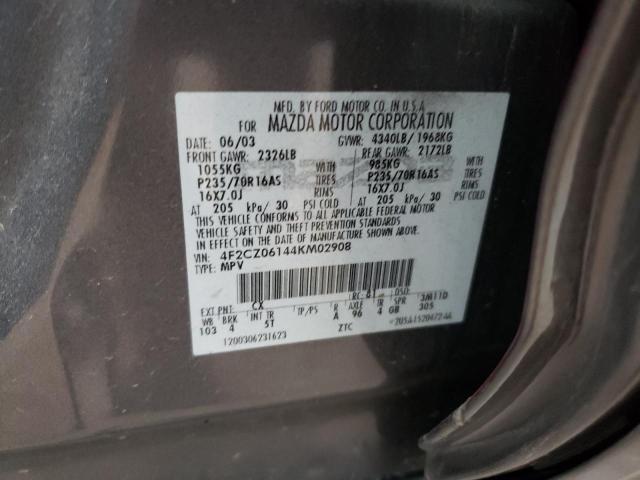 MFD. BY FORD MOTOR CO. IN U.S.A
FOR MAZDA MOTOR CORPORATION
DATE: 06/03 GVWR: 4340LB/ 1968KG
FRONT GAWR: 2326LB REAR GAWR: 2172LB
1055KG 985KG
P235/70R16AS TIRES P235/70R16AS TIRES
16X7.0J RIMS 16X7.0J RIMS
AT 205 kPa/ 30 PSI COLD AT 205 kPa/ 30 PSI COLD
THIS VEHICLE CONFORMS TO ALL APPLICABLE FEDERAL MOTOR
VEHICLE SAFETY AND THEFT PREVENTION STANDARDS IN EFFECT
ON THE DATE OF MANUFACTURE SHOWN ABOVE.
VIN: 4F2CZ06144KM02908
TYPE: MPV
EXT PNT: CX RC: 61 DSO:
WB BRK INT TR TP/PS R AXLE TR SPR 3M11D
103 4 5T A 96 4 GB 305
1200306231623 ZTC